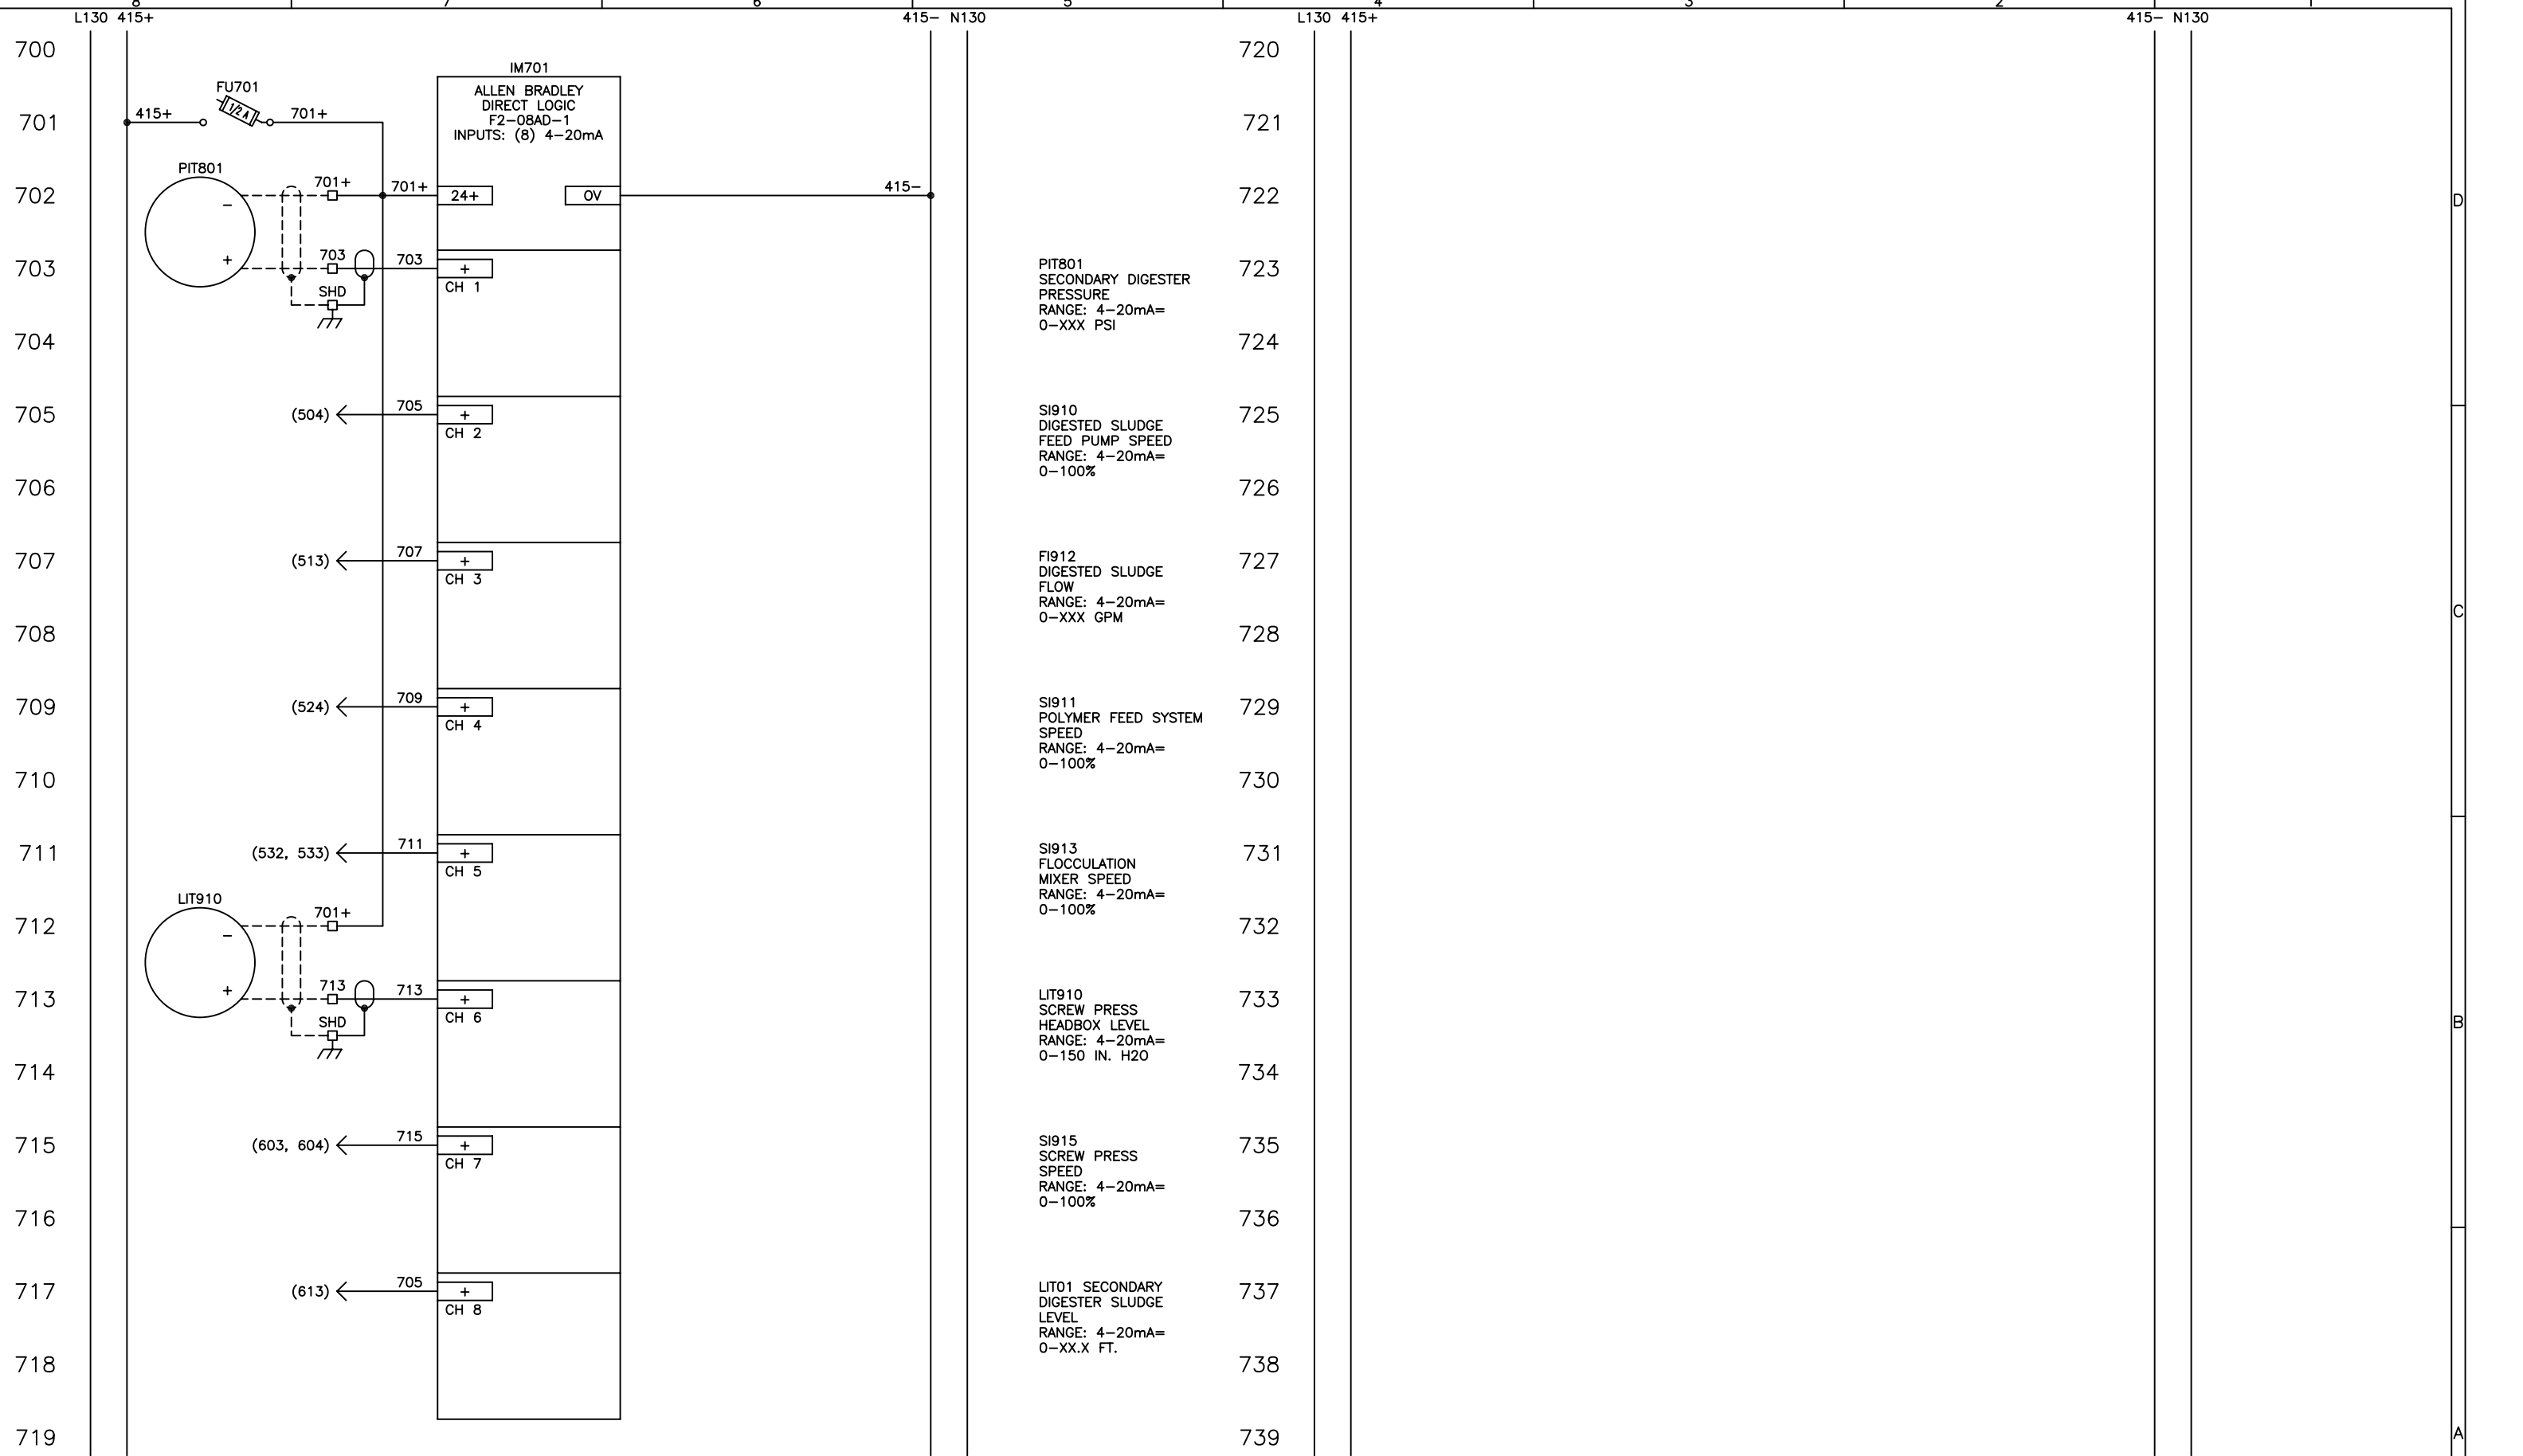 8 7 6 5 4 3 2
L130 415+ 415- N130 L130 415+ 415- N130
700 720
IM701
FU701
ALLEN BRADLEY
DIRECT LOGIC
F2-08AD-1
INPUTS: (8) 4-20mA
1/2 A
701 415+ 701+ 721
PIT801
702 - 701+ 701+ 24+ 0V 415- 722 D
703 + 703 703 + 723
CH 1
SHD
PIT801
SECONDARY DIGESTER
PRESSURE
RANGE: 4-20mA=
0-XXX PSI
704 724
705 (504) 705 + 725
CH 2
SI910
DIGESTED SLUDGE
FEED PUMP SPEED
RANGE: 4-20mA=
0-100%
706 726
707 (513) 707 + 727
CH 3
FI912
DIGESTED SLUDGE
FLOW
RANGE: 4-20mA=
0-XXX GPM
C
708 728
709 (524) 709 + 729
CH 4
SI911
POLYMER FEED SYSTEM
SPEED
RANGE: 4-20mA=
0-100%
710 730
711 (532, 533) 711 + 731
CH 5
SI913
FLOCCULATION
MIXER SPEED
RANGE: 4-20mA=
0-100%
LIT910
712 - 701+ 732
713 + 713 713 + 733
CH 6
SHD
LIT910
SCREW PRESS
HEADBOX LEVEL
RANGE: 4-20mA=
0-150 IN. H2O
B
714 734
715 (603, 604) 715 + 735
CH 7
SI915
SCREW PRESS
SPEED
RANGE: 4-20mA=
0-100%
716 736
717 (613) 705 + 737
CH 8
LIT01 SECONDARY
DIGESTER SLUDGE
LEVEL
RANGE: 4-20mA=
0-XX.X FT.
718 738
719 739 A